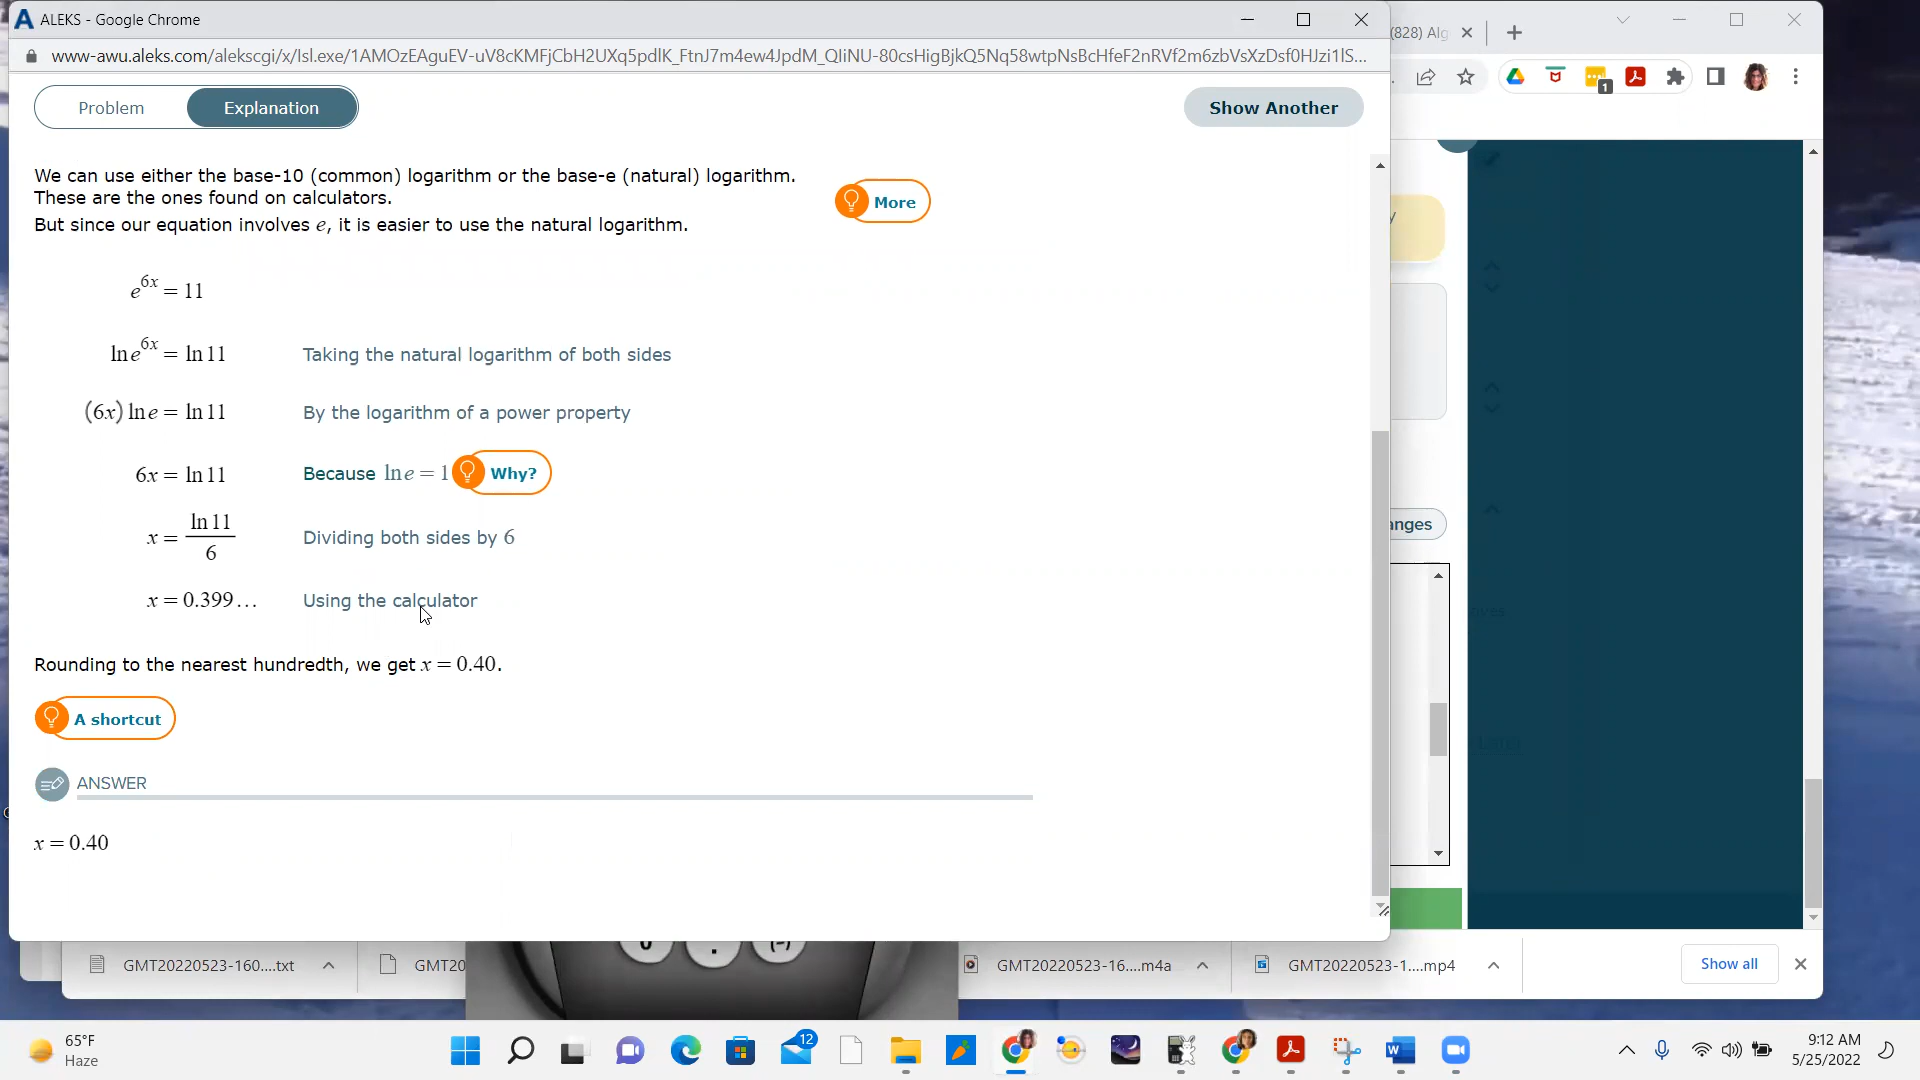 ALEKS - Google Chrome
www-awu.aleks.com/alekscgi/x/Isl.exe/1AMOzEAguEV-uV8cKMFjCbH2UXq5pdlK_FtnJ7m4ew4JpdM_QIiNU-80csHigBjkQ5Nq58wtpNsBcHfeF2nRVf2m6zbVsXzDsf0HJzi1lS...
(828) Alg
1
Problem
Explanation
Show Another
We can use either the base-10 (common) logarithm or the base-e (natural) logarithm.
These are the ones found on calculators.
But since our equation involves e, it is easier to use the natural logarithm.
More
e^{6x} = 11
ln e^{6x} = ln 11 Taking the natural logarithm of both sides
(6x) ln e = ln 11 By the logarithm of a power property
6x = ln 11 Because ln e = 1 Why?
x = \frac{ln 11}{6} Dividing both sides by 6
x = 0.399... Using the calculator
Rounding to the nearest hundredth, we get x = 0.40.
A shortcut
ANSWER
x = 0.40
anges
0 . (-)
GMT20220523-160....txt
GMT20
GMT20220523-16....m4a
GMT20220523-1....mp4
Show all
65°F
Haze
12
9:12 AM
5/25/2022